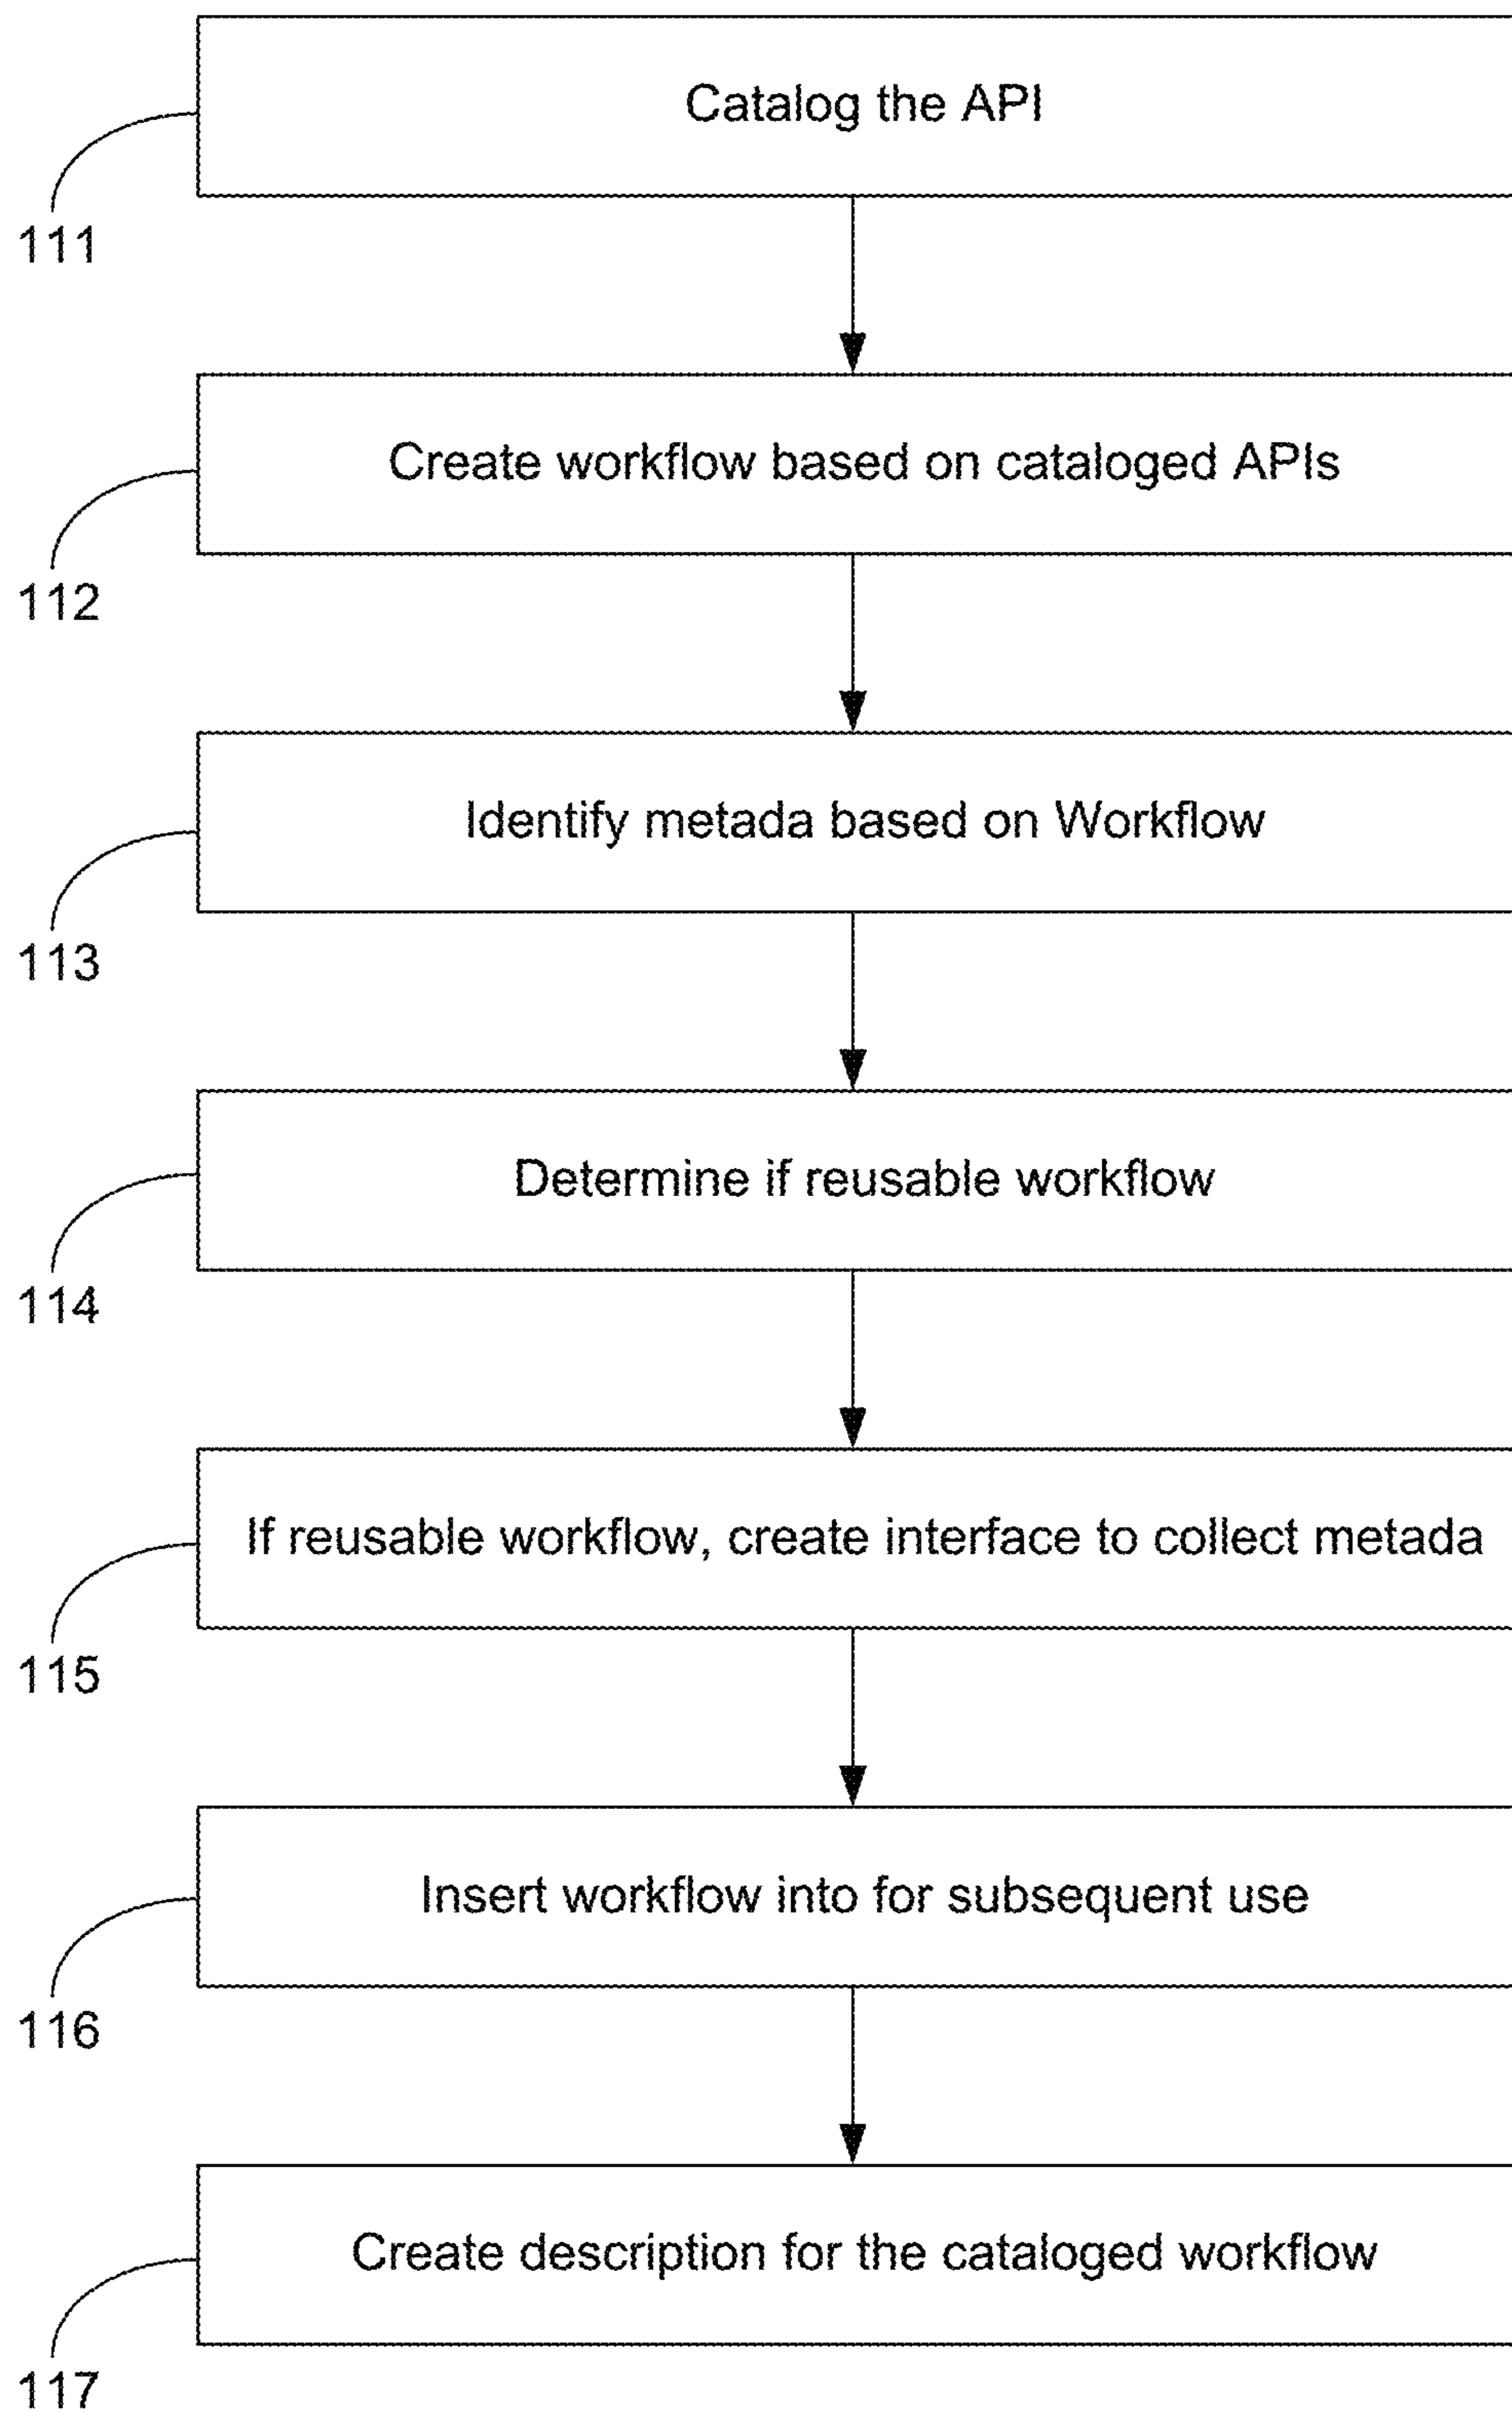 Catalog the API
111
Create workflow based on cataloged APIs
112
Identify metada based on Workflow
113
Determine if reusable workflow
114
If reusable workflow, create interface to collect metada
115
Insert workflow into for subsequent use
116
Create description for the cataloged workflow
117